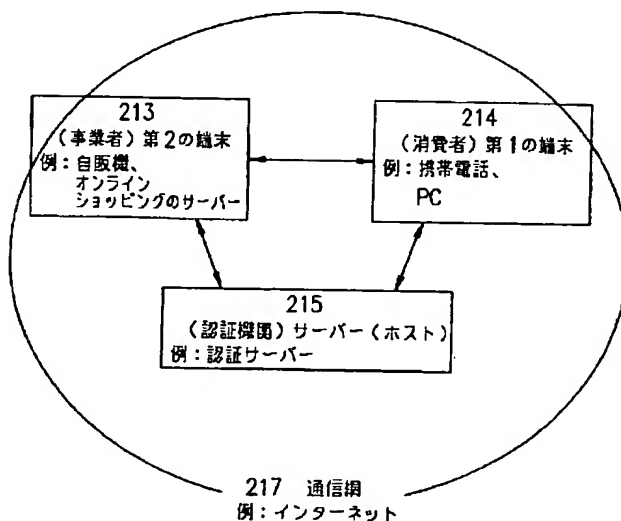 213
（事業者）第2の端末
例：自販機、
オンライン
ショッピングのサーバー
214
（消費者）第1の端末
例：携帯電話、
PC
215
（認証機関）サーバー（ホスト）
例：認証サーバー
217 通信網
例：インターネット